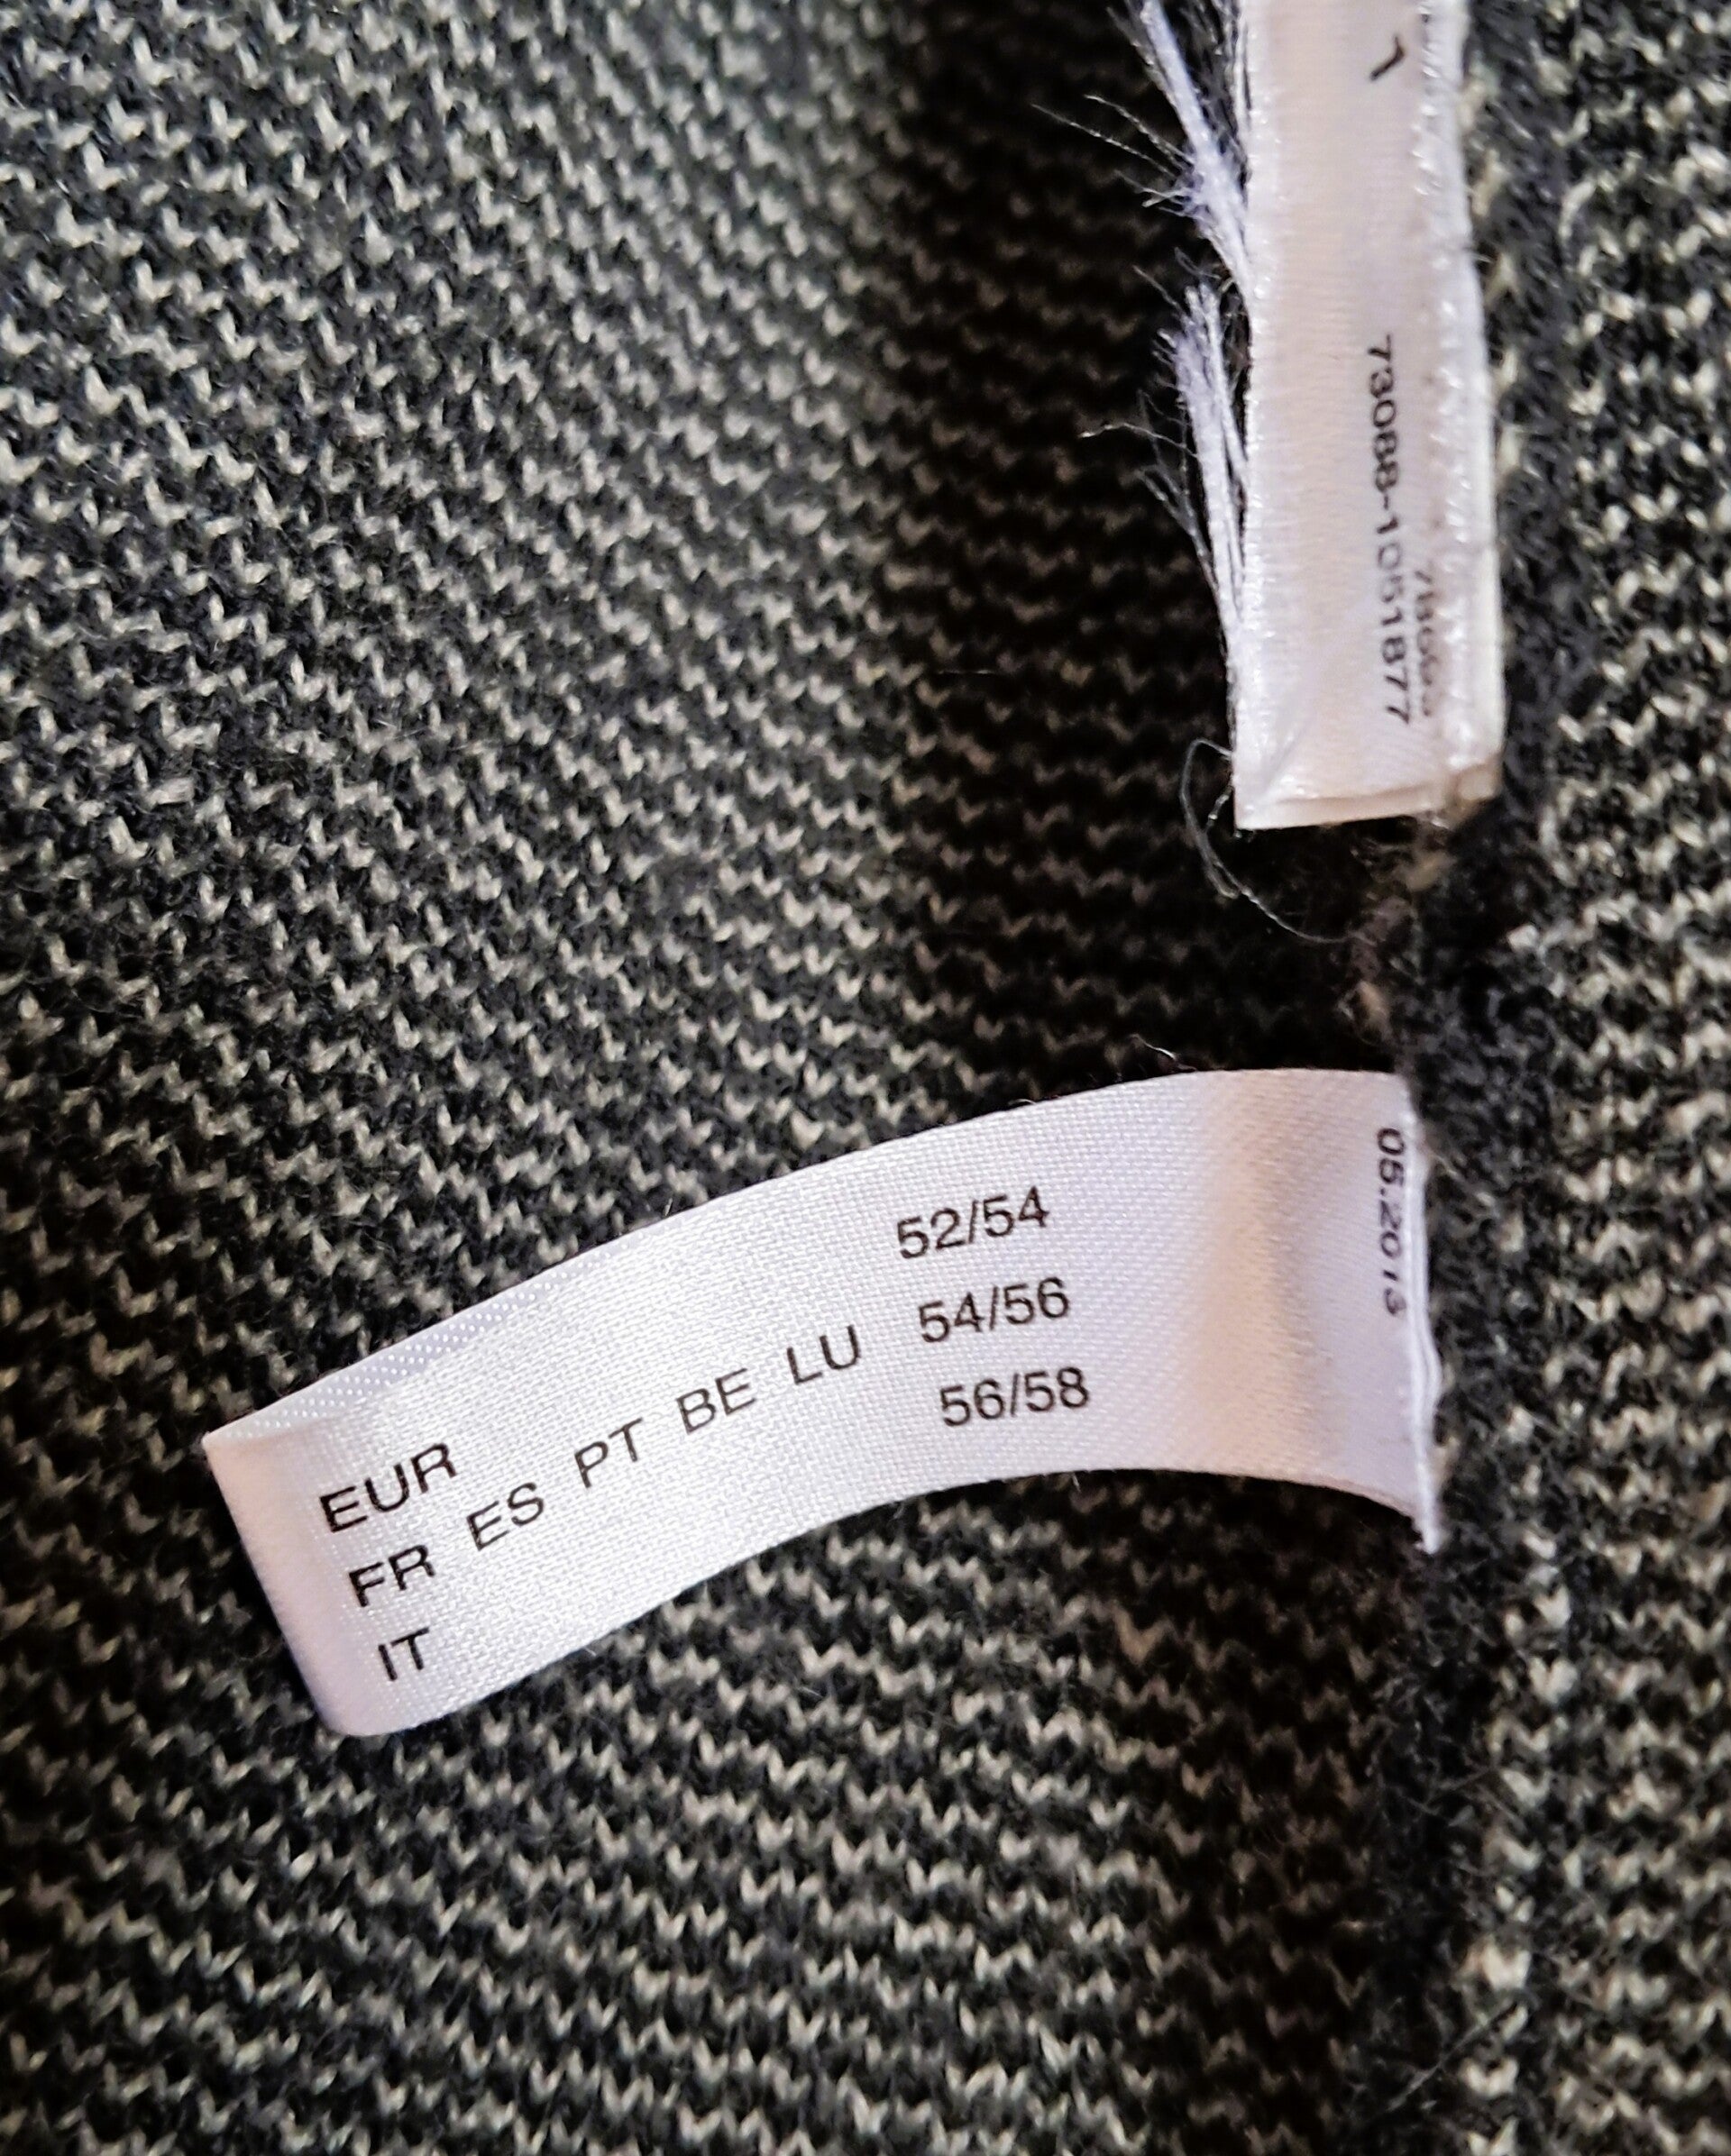 73088-1051877
05.2013
EUR 52/54
FR ES PT BE LU 54/56
IT 56/58